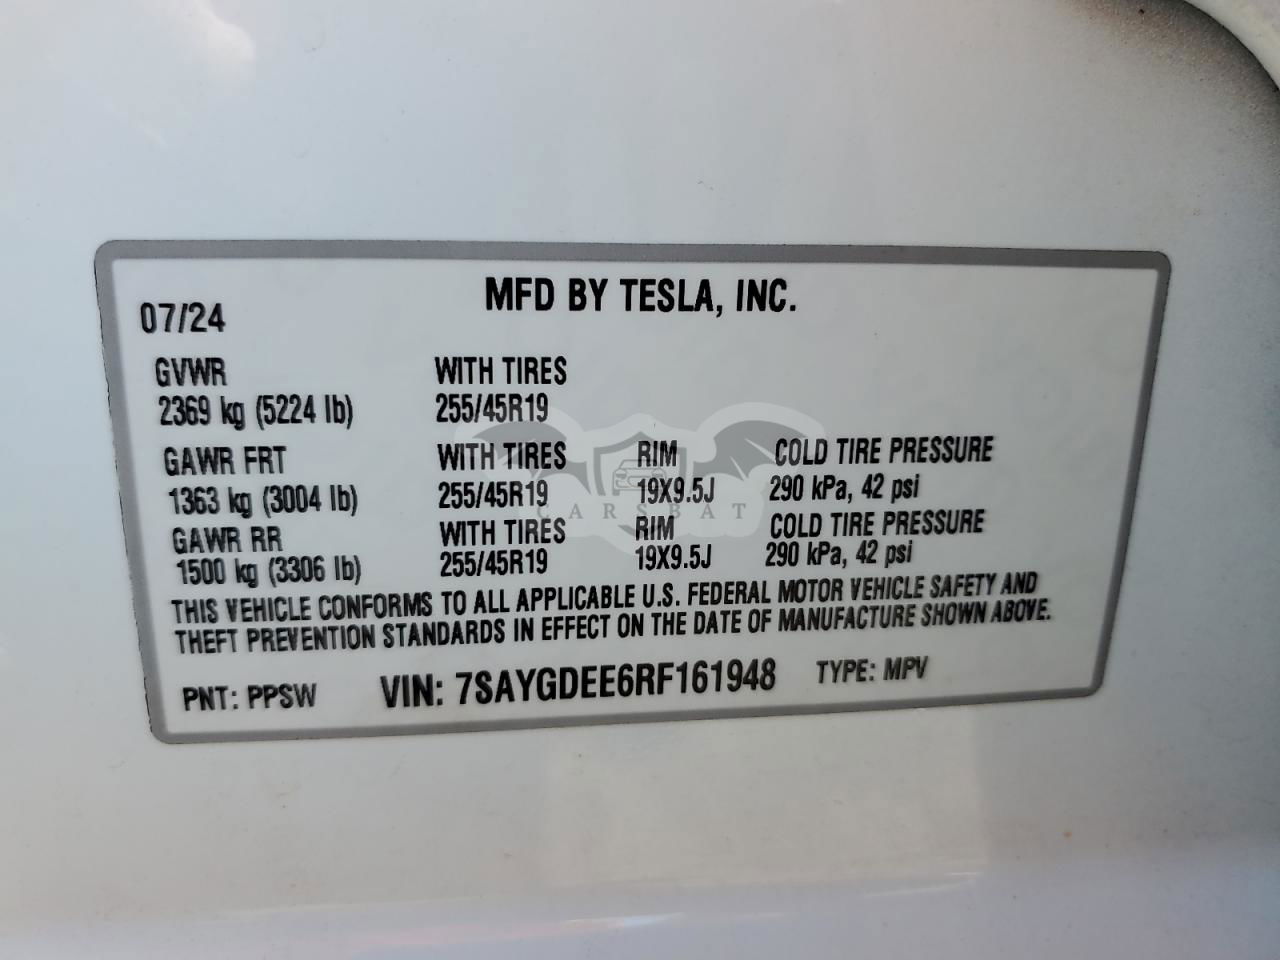 MFD BY TESLA, INC.
07/24
GVWR WITH TIRES
2369 kg (5224 lb) 255/45R19
GAWR FRT WITH TIRES RIM COLD TIRE PRESSURE
1363 kg (3004 lb) 255/45R19 19X9.5J 290 kPa, 42 psi
CARSBAT
GAWR RR WITH TIRES RIM COLD TIRE PRESSURE
1500 kg (3306 lb) 255/45R19 19X9.5J 290 kPa, 42 psi
THIS VEHICLE CONFORMS TO ALL APPLICABLE U.S. FEDERAL MOTOR VEHICLE SAFETY AND
THEFT PREVENTION STANDARDS IN EFFECT ON THE DATE OF MANUFACTURE SHOWN ABOVE.
PNT: PPSW VIN: 7SAYGDEE6RF161948 TYPE: MPV